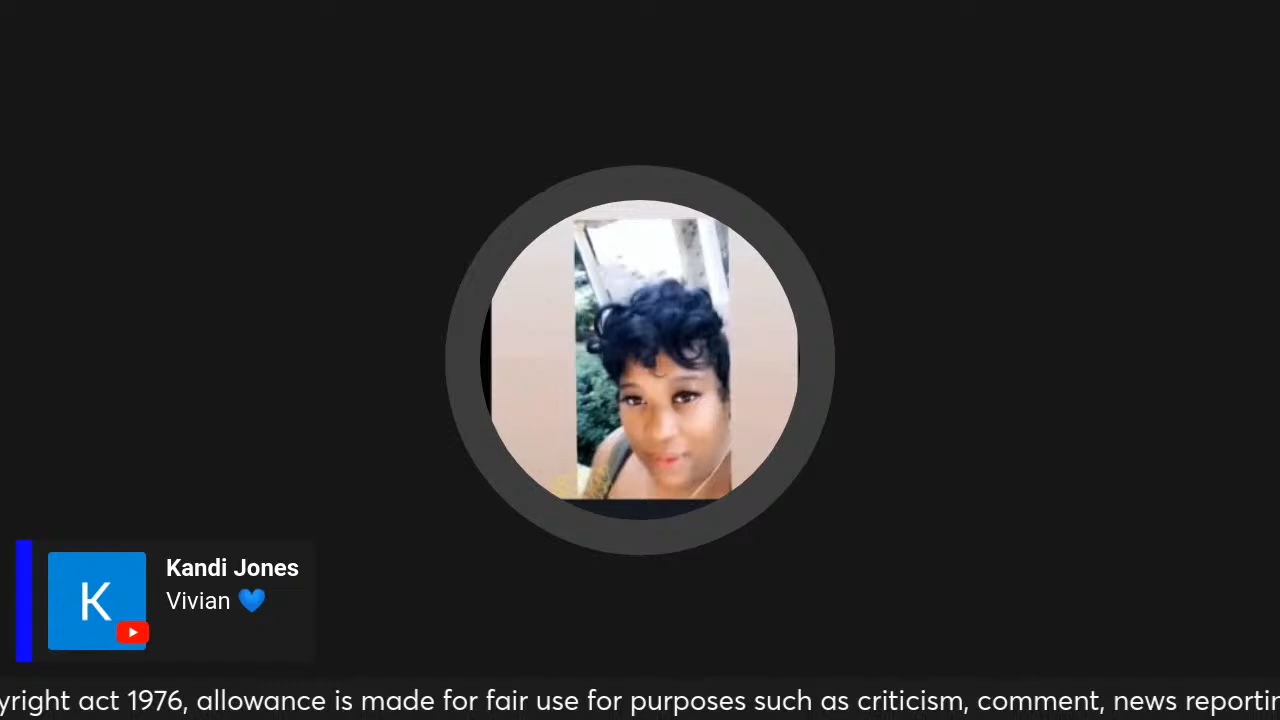 K
Kandi Jones
Vivian 💙
yright act 1976, allowance is made for fair use for purposes such as criticism, comment, news reportin